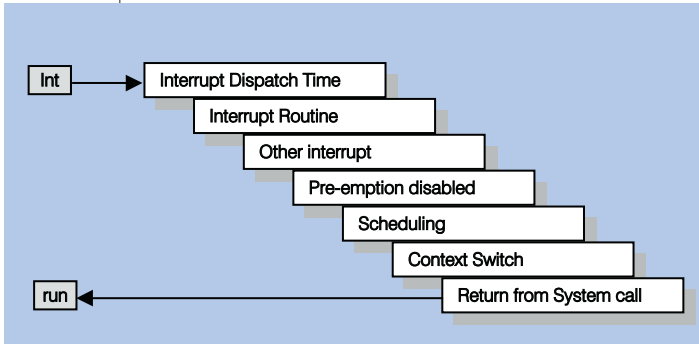 Int
Interrupt Dispatch Time
Interrupt Routine
Other interrupt
Pre-emption disabled
Scheduling
Context Switch
run
Return from System call